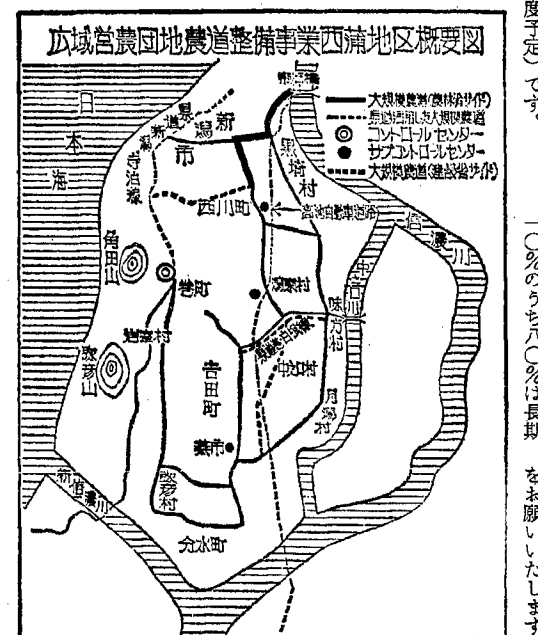 広域営農団地農道整備事業西蒲地区概要図
大規模農道(農林省サイド)
県道活用した大規模農道
コントロールセンター
サブコントロールセンター
大規模農道(建設省サイド)
日本海
新潟市
黒埼村
西川町
高速自動車道路
信濃川
角田山
巻町
潟東村
中ノ口川
味方村
弥彦山
吉田町
中之口村
月潟村
燕市
弥彦村
新信濃川
分水町
度予定)です。
一〇%のうち八〇%は長期
をお願いいたします